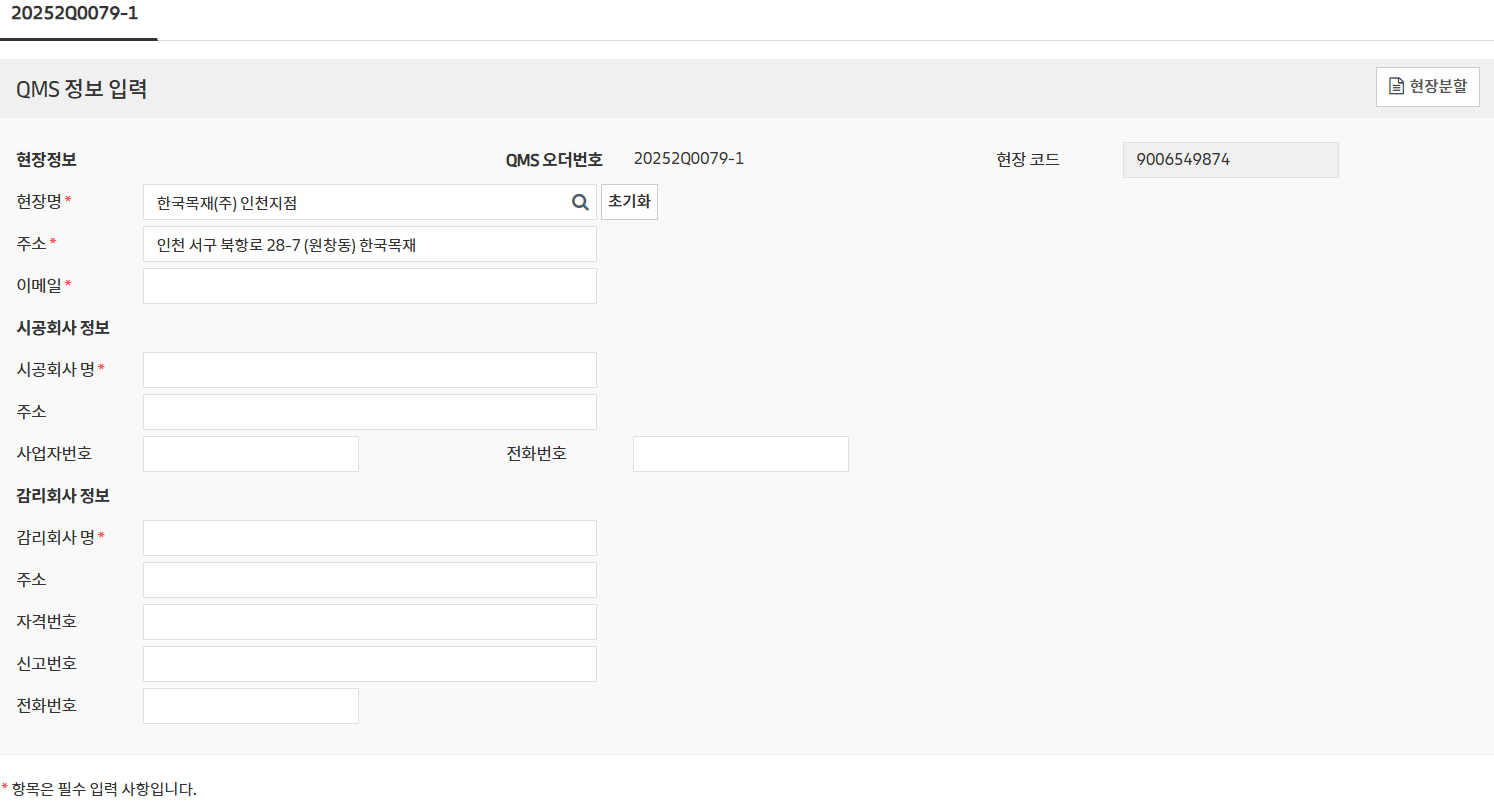 20252Q0079-1
QMS 정보 입력 현장분할
현장정보 QMS 오더번호 20252Q0079-1 현장 코드 9006549874
현장명 * 한국목재(주) 인천지점 초기화
주소 * 인천 서구 북항로 28-7 (원창동) 한국목재
이메일 *
시공회사 정보
시공회사 명 *
주소
사업자번호 전화번호
감리회사 정보
감리회사 명 *
주소
자격번호
신고번호
전화번호
* 항목은 필수 입력 사항입니다.